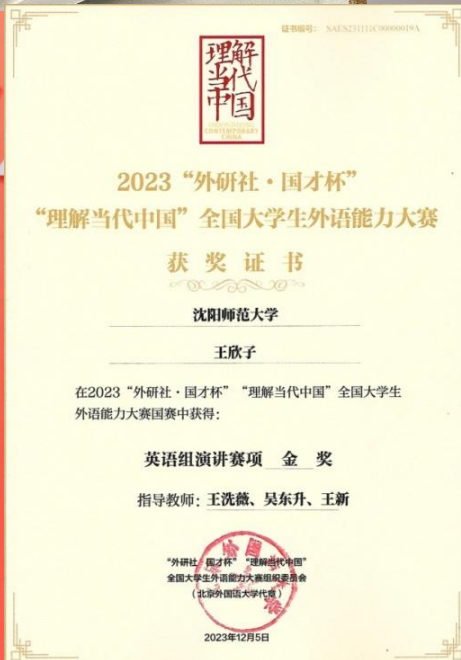 证书编号： SAES231111C00000019A
理解
当代
中国
CONTEMPORARY
CHINA
2023“外研社·国才杯”
“理解当代中国”全国大学生外语能力大赛
获奖证书
沈阳师范大学
王欣子
在2023“外研社·国才杯”“理解当代中国”全国大学生
外语能力大赛国赛中获得：
英语组演讲赛项 金 奖
指导教师：王洗薇、吴东升、王新
“外研社·国才杯”“理解当代中国”
全国大学生外语能力大赛组织委员会
（北京外国语大学代章）
2023年12月5日